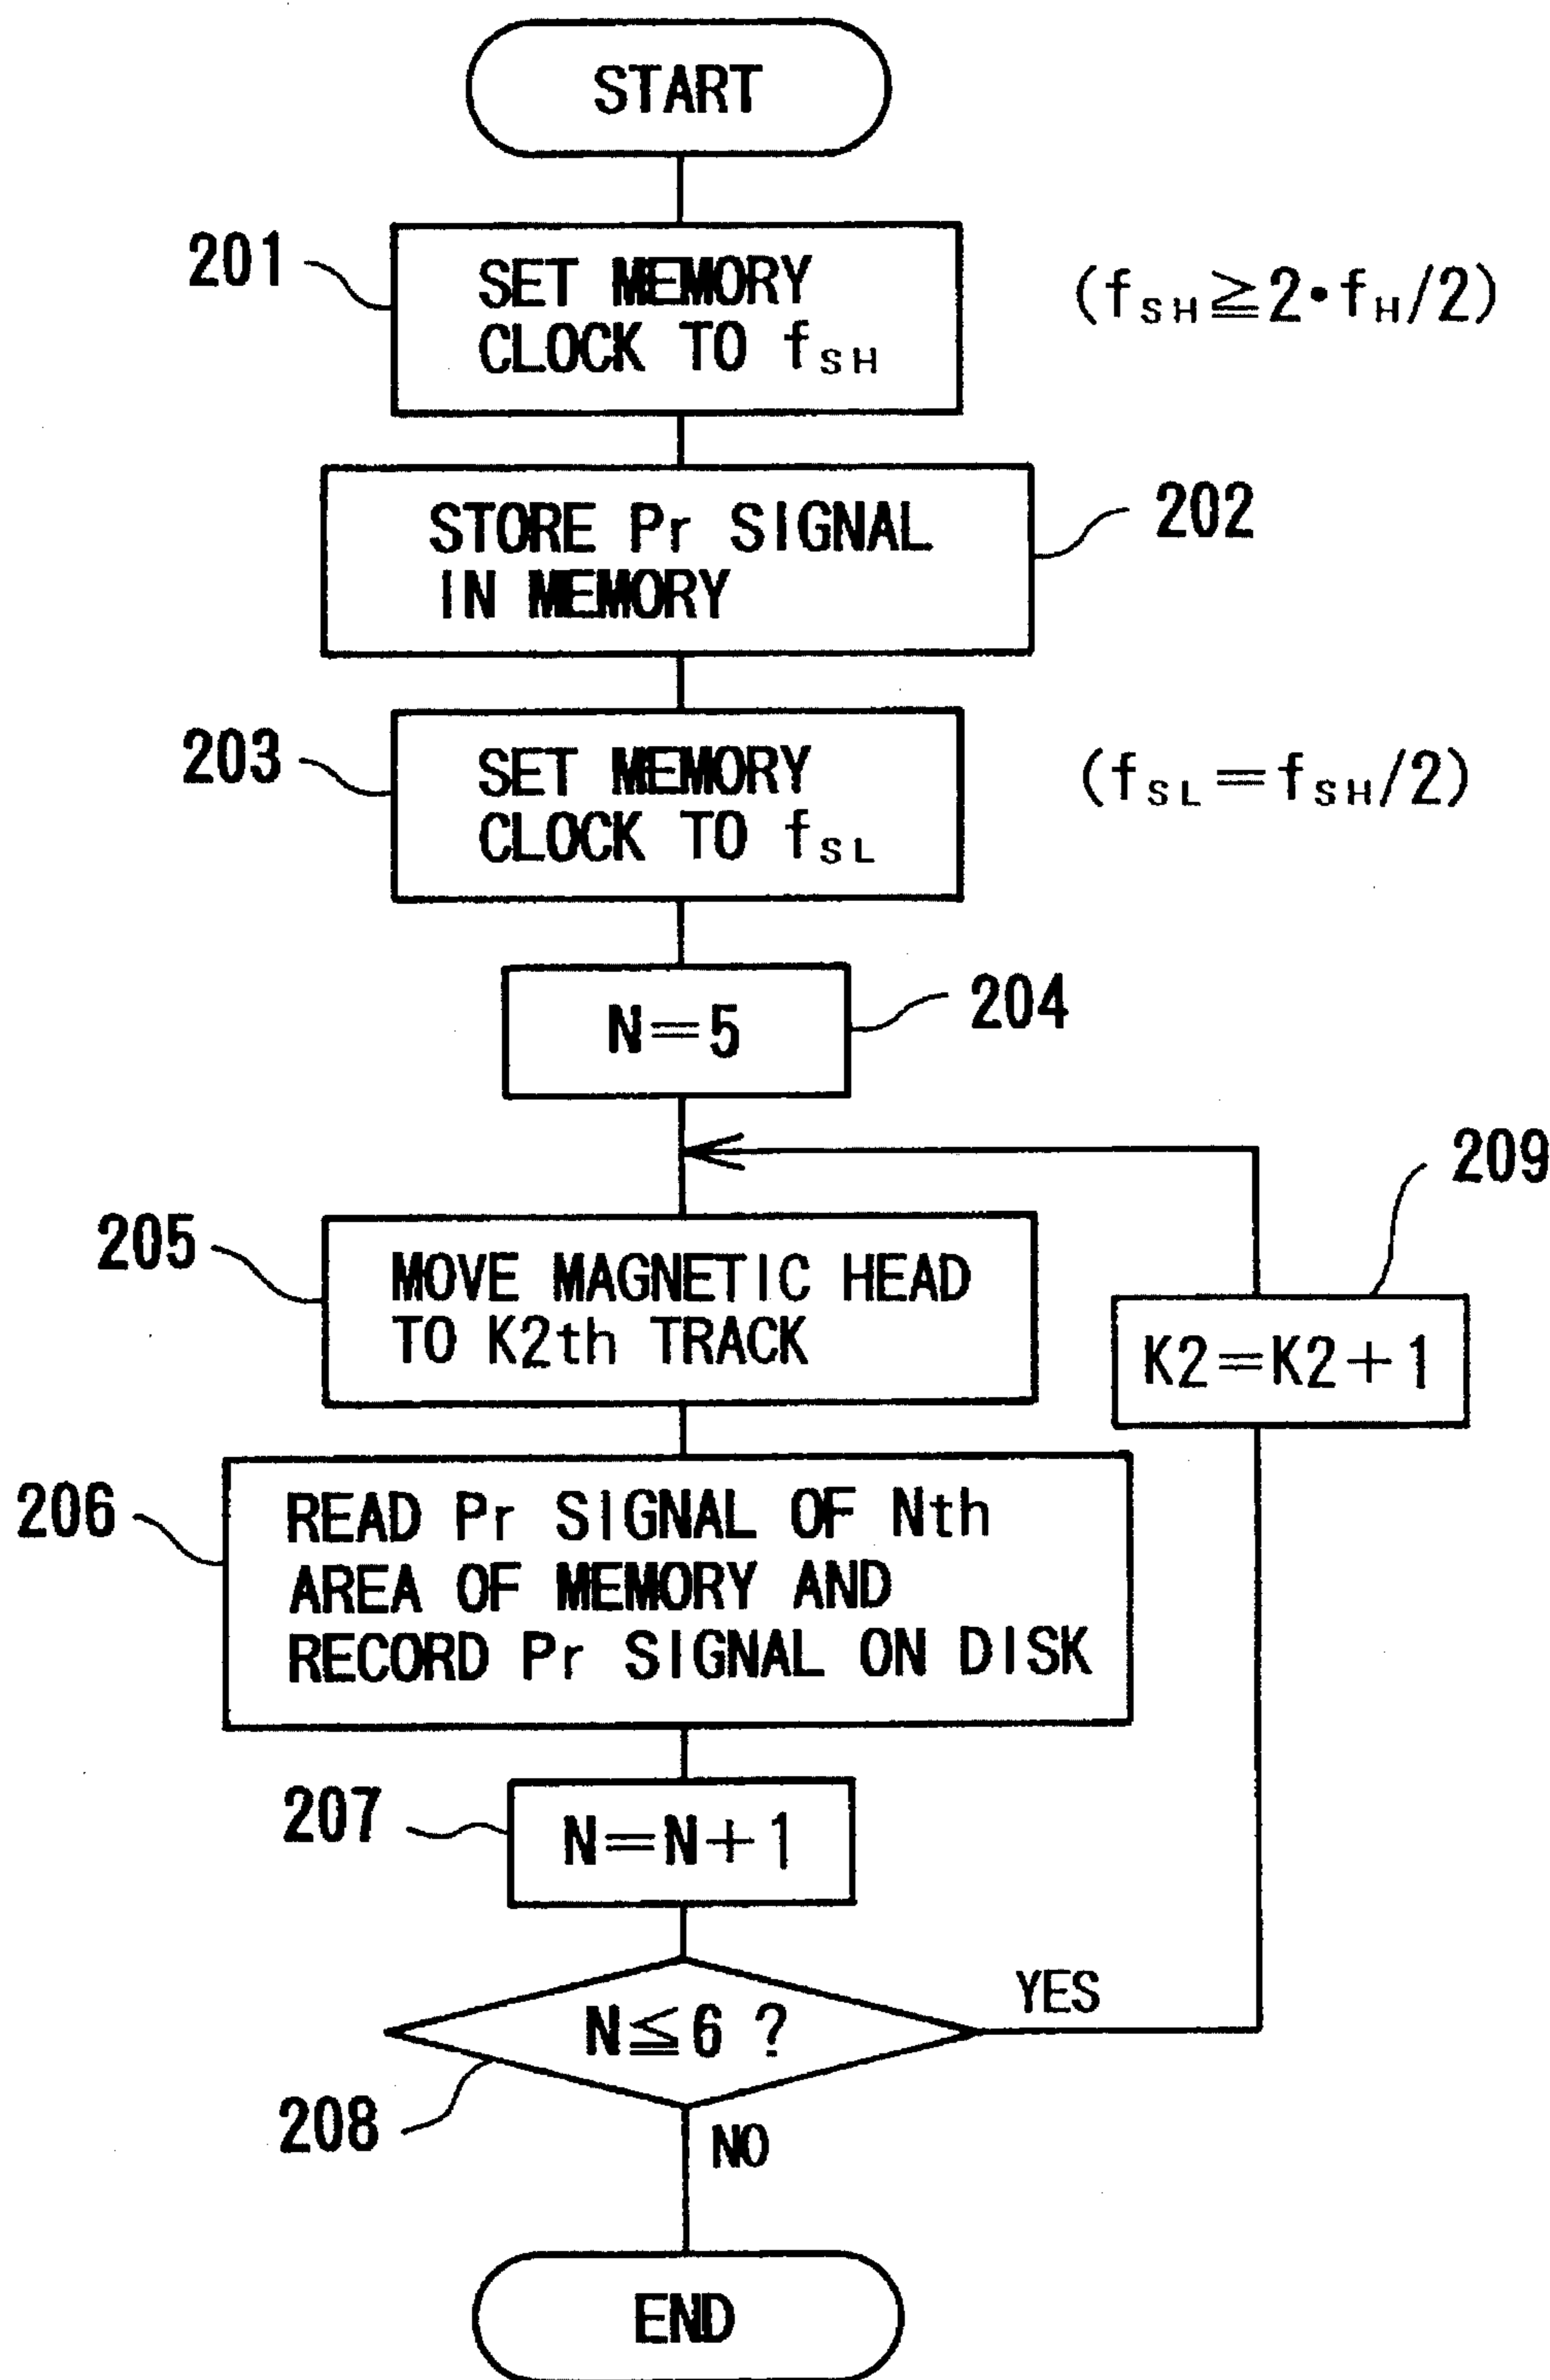 START
201
SET MEMORY
CLOCK TO fSH
(fSH≧2·fH/2)
STORE Pr SIGNAL
IN MEMORY
202
203
SET MEMORY
CLOCK TO fSL
(fSL=fSH/2)
N=5
204
209
205
MOVE MAGNETIC HEAD
TO K2th TRACK
K2=K2+1
206
READ Pr SIGNAL OF Nth
AREA OF MEMORY AND
RECORD Pr SIGNAL ON DISK
207
N=N+1
N≦6 ?
YES
208
NO
END